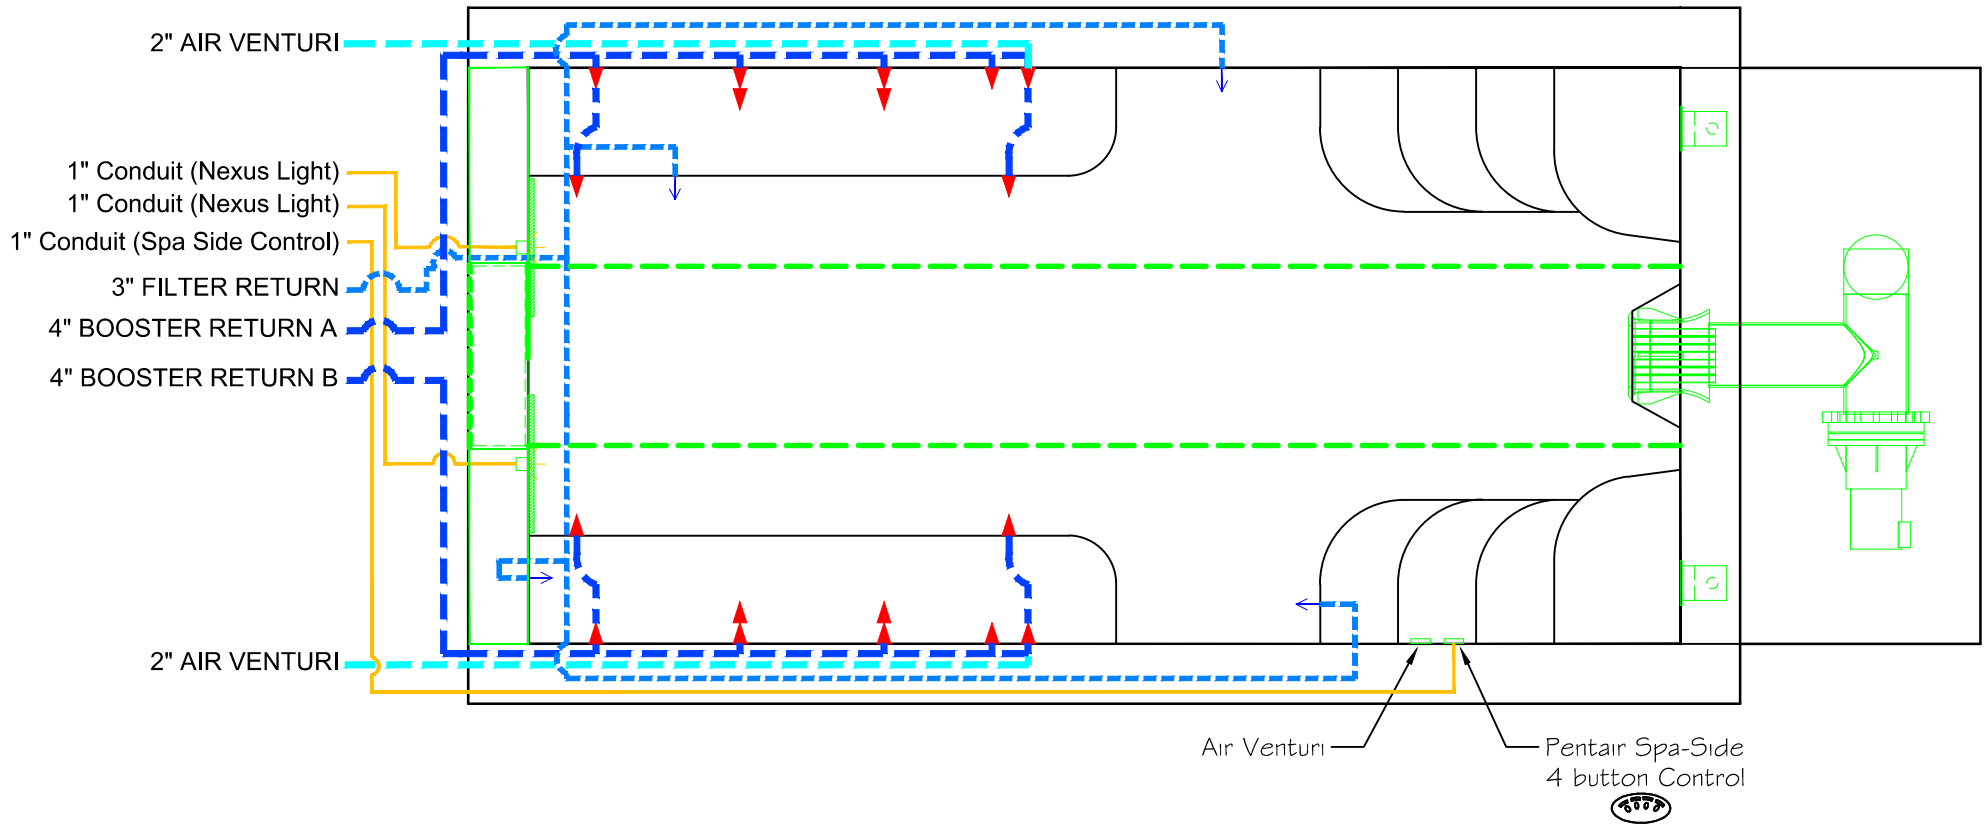 2" AIR VENTURI
1" Conduit (Nexus Light)
1" Conduit (Nexus Light)
1" Conduit (Spa Side Control)
3" FILTER RETURN
4" BOOSTER RETURN A
4" BOOSTER RETURN B
2" AIR VENTURI
Air Venturi
Pentair Spa-Side
4 button Control